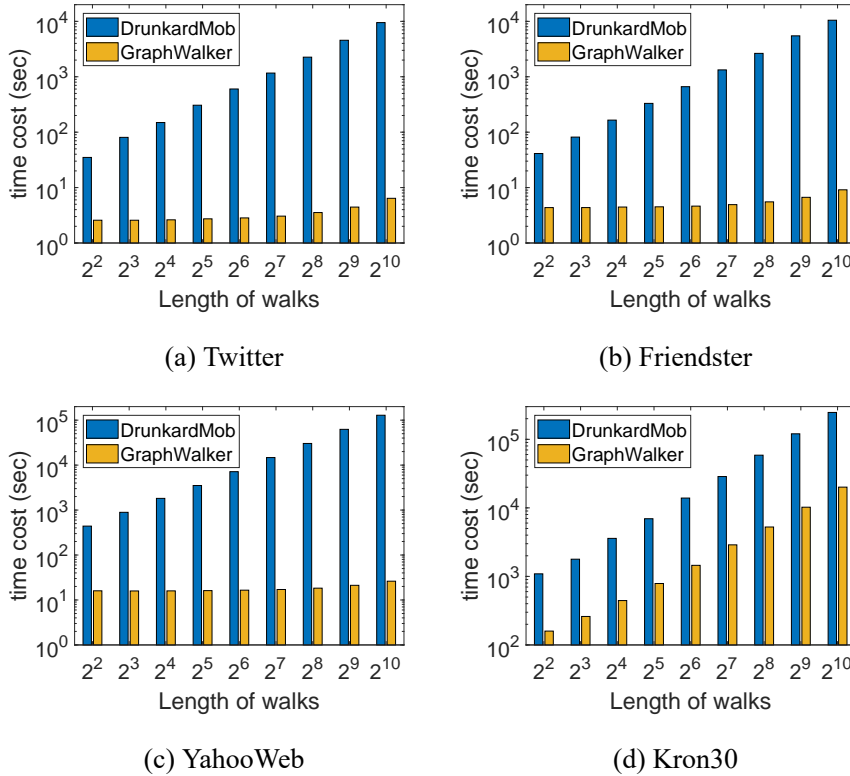 DrunkardMob
GraphWalker
time cost (sec)
10^4
10^3
10^2
10^1
10^0
2^2 2^3 2^4 2^5 2^6 2^7 2^8 2^9 2^10
Length of walks
(a) Twitter
DrunkardMob
GraphWalker
time cost (sec)
10^4
10^3
10^2
10^1
10^0
2^2 2^3 2^4 2^5 2^6 2^7 2^8 2^9 2^10
Length of walks
(b) Friendster
DrunkardMob
GraphWalker
time cost (sec)
10^5
10^4
10^3
10^2
10^1
10^0
2^2 2^3 2^4 2^5 2^6 2^7 2^8 2^9 2^10
Length of walks
(c) YahooWeb
DrunkardMob
GraphWalker
time cost (sec)
10^5
10^4
10^3
10^2
2^2 2^3 2^4 2^5 2^6 2^7 2^8 2^9 2^10
Length of walks
(d) Kron30